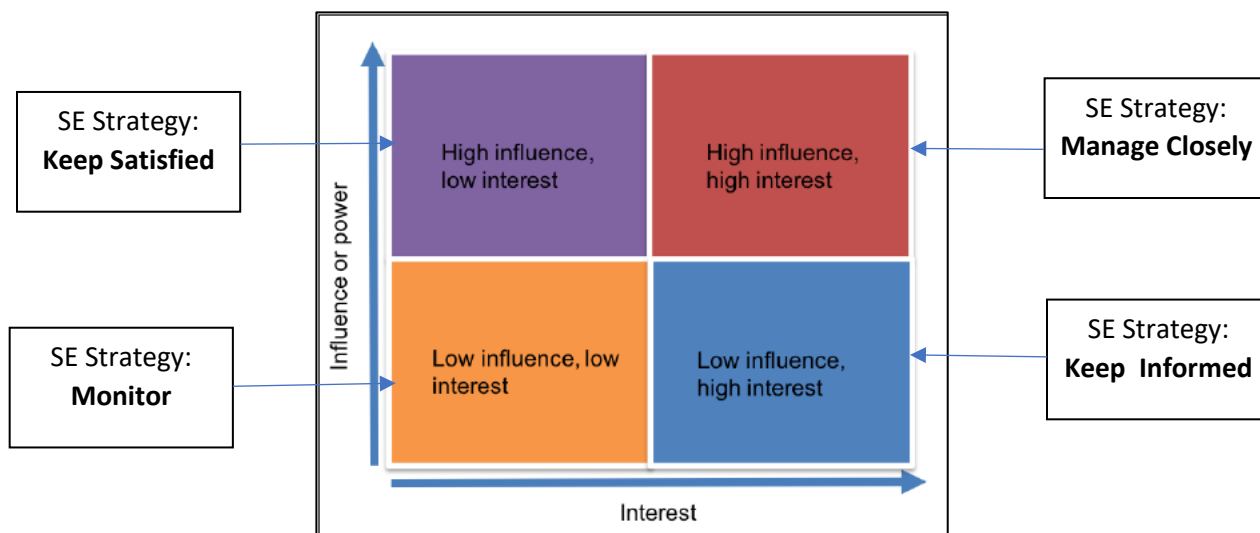 SE Strategy:
Keep Satisfied
SE Strategy:
Manage Closely
High influence,
low interest
High influence,
high interest
Influence or power
SE Strategy:
Monitor
Low influence, low
interest
Low influence,
high interest
SE Strategy:
Keep  Informed
Interest